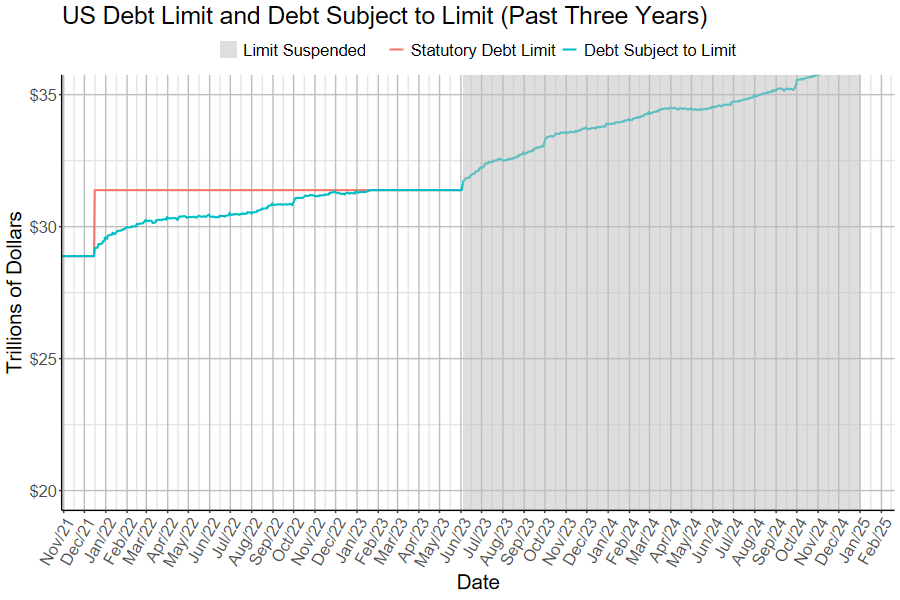 US Debt Limit and Debt Subject to Limit (Past Three Years)
Limit Suspended Statutory Debt Limit Debt Subject to Limit
Trillions of Dollars
$35
$30
$25
$20
Nov/21 Dec/21 Jan/22 Feb/22 Mar/22 Apr/22 May/22 Jun/22 Jul/22 Aug/22 Sep/22 Oct/22 Nov/22 Dec/22 Jan/23 Feb/23 Mar/23 Apr/23 May/23 Jun/23 Jul/23 Aug/23 Sep/23 Oct/23 Nov/23 Dec/23 Jan/24 Feb/24 Mar/24 Apr/24 May/24 Jun/24 Jul/24 Aug/24 Sep/24 Oct/24 Nov/24 Dec/24 Jan/25 Feb/25
Date